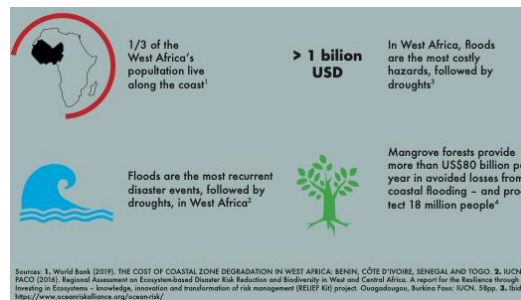 1/3 of the
West Africa's
popultation live
along the coast¹
> 1 bilion
USD
In West Africa, floods
are the most costly
hazards, followed by
droughts³
Floods are the most recurrent
disaster events, followed by
droughts, in West Africa²
Mangrove forests provide
more than US$80 billion pe
year in avoided losses from
coastal flooding – and pro
tect 18 million people⁴
Sources: 1. World Bank (2019). THE COST OF COASTAL ZONE DEGRADATION IN WEST AFRICA: BENIN, CÔTE D'IVOIRE, SENEGAL AND TOGO. 2. IUCN
PACO (2016). Regional Assessment on Ecosystem-based Disaster Risk Reduction and Biodiversity in West and Central Africa. A report for the Resilience through
Investing in Ecosystems – knowledge, innovation and transformation of risk management (RELIEF Kit) project. Ouagadougou, Burkina Faso: IUCN. 58pp. 3. Ibid
https://www.oceanriskalliance.org/ocean-risk/